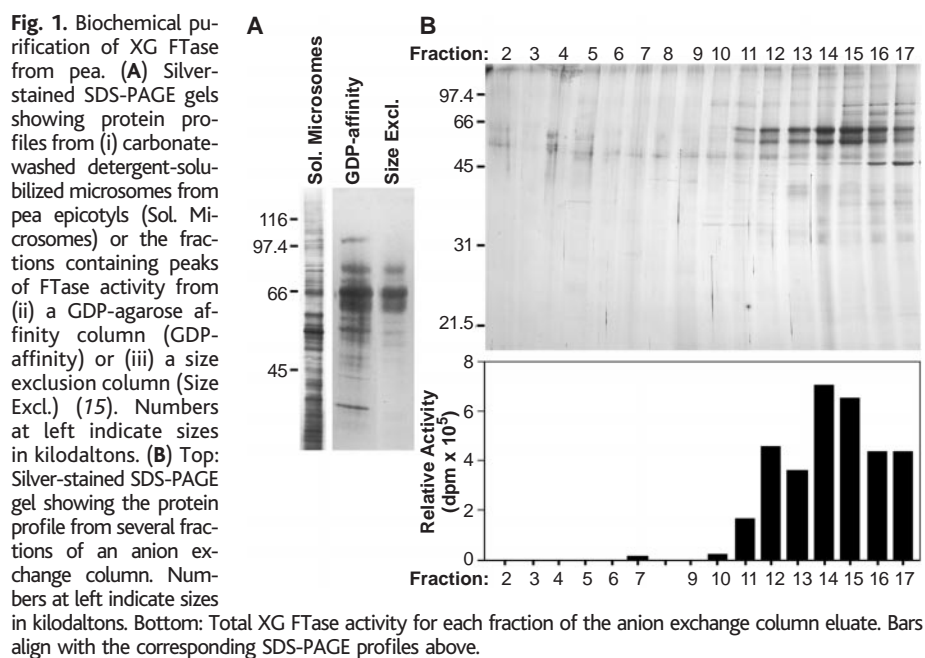 Fig. 1. Biochemical pu-
rification of XG FTase
from pea. (A) Silver-
stained SDS-PAGE gels
showing protein pro-
files from (i) carbonate-
washed detergent-solu-
bilized microsomes from
pea epicotyls (Sol. Mi-
crosomes) or the frac-
tions containing peaks
of FTase activity from
(ii) a GDP-agarose af-
finity column (GDP-
affinity) or (iii) a size
exclusion column (Size
Excl.) (15). Numbers
at left indicate sizes
in kilodaltons. (B) Top:
Silver-stained SDS-PAGE
gel showing the protein
profile from several frac-
tions of an anion ex-
change column. Num-
bers at left indicate sizes
in kilodaltons. Bottom: Total XG FTase activity for each fraction of the anion exchange column eluate. Bars
align with the corresponding SDS-PAGE profiles above.
A
Sol. Microsomes
GDP-affinity
Size Excl.
116
97.4
66
45
B
Fraction: 2 3 4 5 6 7 8 9 10 11 12 13 14 15 16 17
97.4
66
45
31
21.5
Relative Activity
(dpm x 10⁵)
8
6
4
2
0
Fraction: 2 3 4 5 6 7 9 10 11 12 13 14 15 16 17